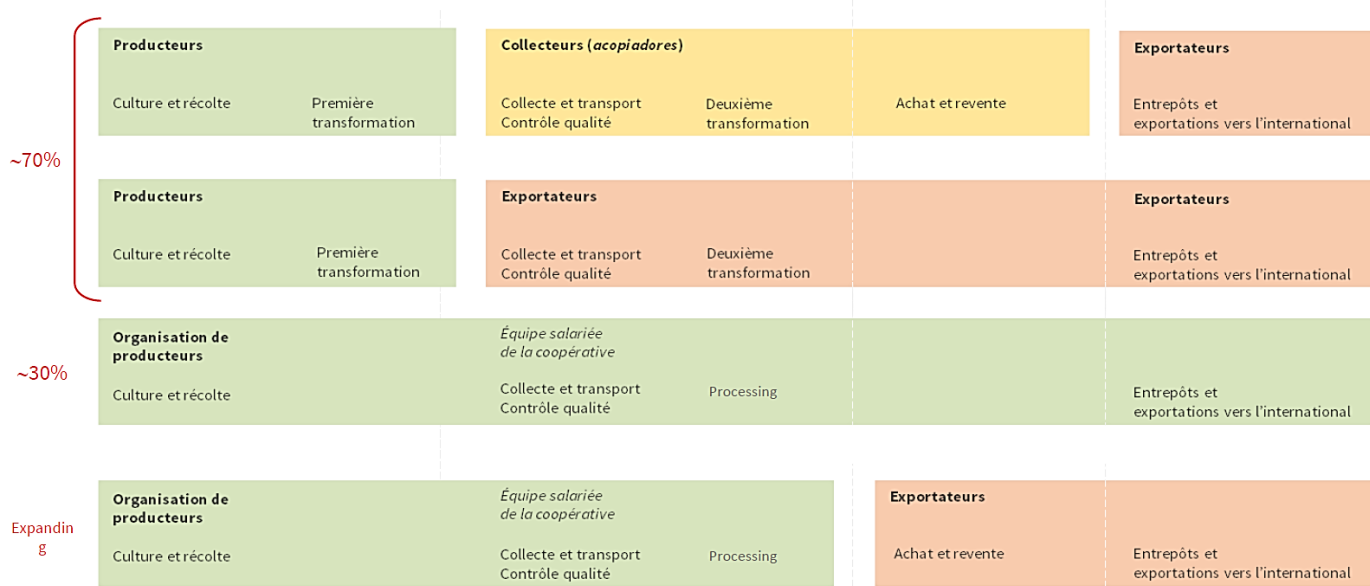 Producteurs
Culture et récolte
Première
transformation
Collecteurs (acopiadores)
Collecte et transport
Contrôle qualité
Deuxième
transformation
Achat et revente
Exportateurs
Entrepôts et
exportations vers l'international
~70%
Producteurs
Culture et récolte
Première
transformation
Exportateurs
Collecte et transport
Contrôle qualité
Deuxième
transformation
Exportateurs
Entrepôts et
exportations vers l'international
~30%
Organisation de
producteurs
Culture et récolte
Équipe salariée
de la coopérative
Collecte et transport
Contrôle qualité
Processing
Entrepôts et
exportations vers l'international
Expandin
g
Organisation de
producteurs
Culture et récolte
Équipe salariée
de la coopérative
Collecte et transport
Contrôle qualité
Processing
Exportateurs
Achat et revente
Entrepôts et
exportations vers l'international